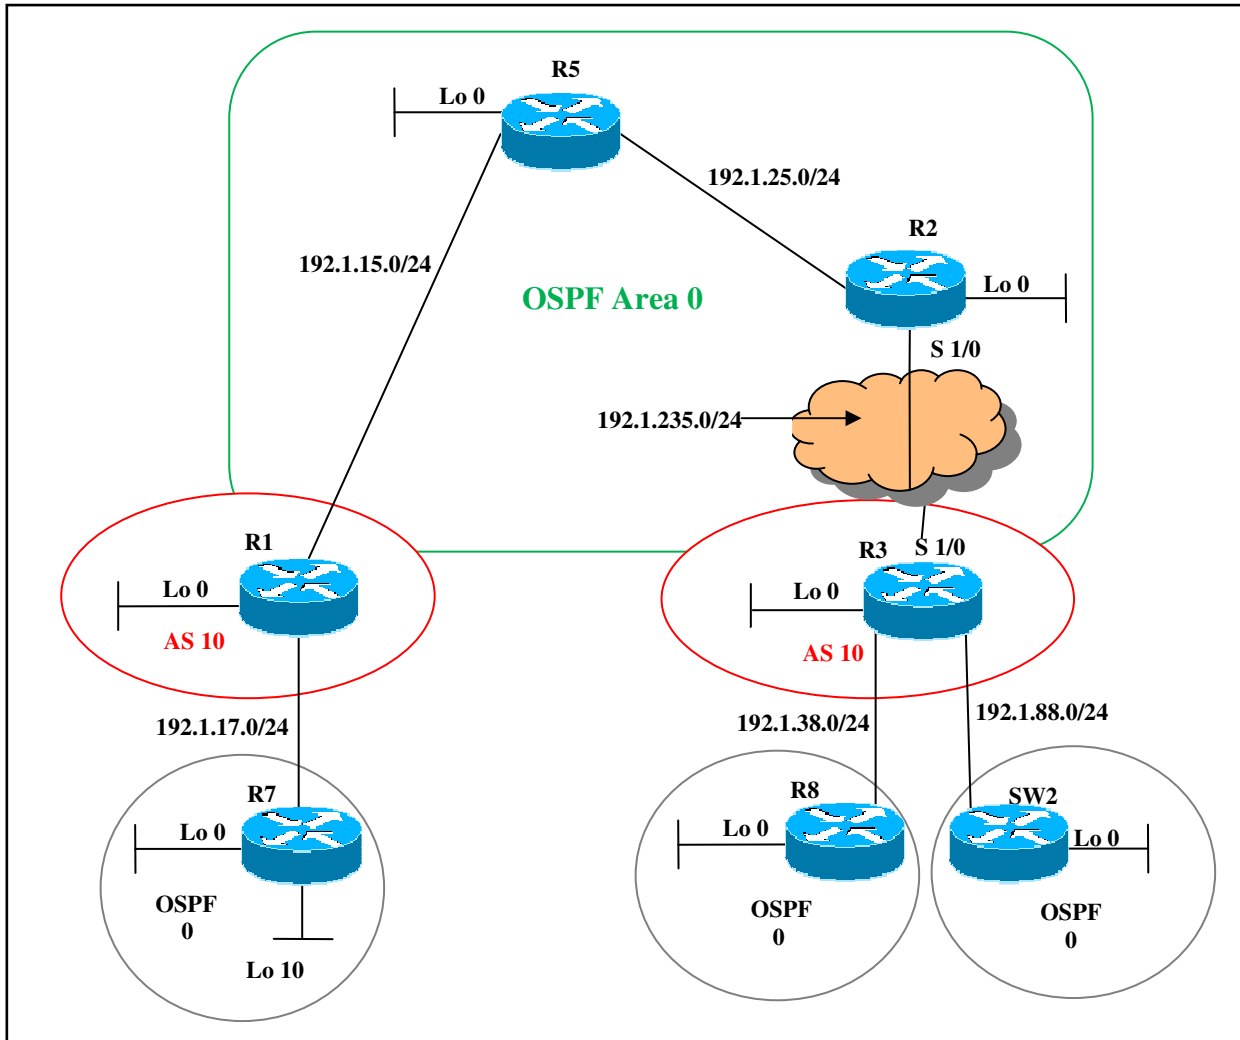 R5
Lo 0
192.1.25.0/24
R2
192.1.15.0/24
Lo 0
OSPF Area 0
S 1/0
192.1.235.0/24
R1
R3
S 1/0
Lo 0
Lo 0
AS 10
AS 10
192.1.17.0/24
192.1.38.0/24
192.1.88.0/24
R7
R8
SW2
Lo 0
Lo 0
Lo 0
OSPF
0
OSPF
0
OSPF
0
Lo 10